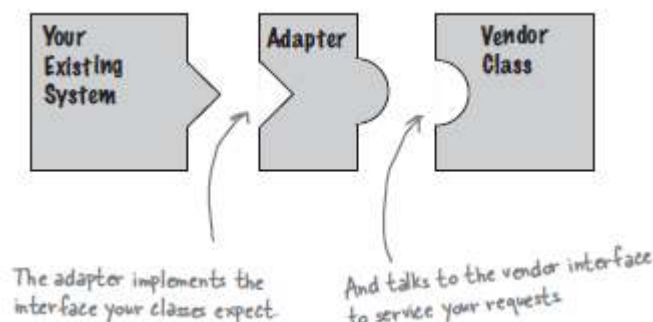 Your
Existing
System
Adapter
Vendor
Class
The adapter implements the
interface your classes expect.
And talks to the vendor interface
to service your requests